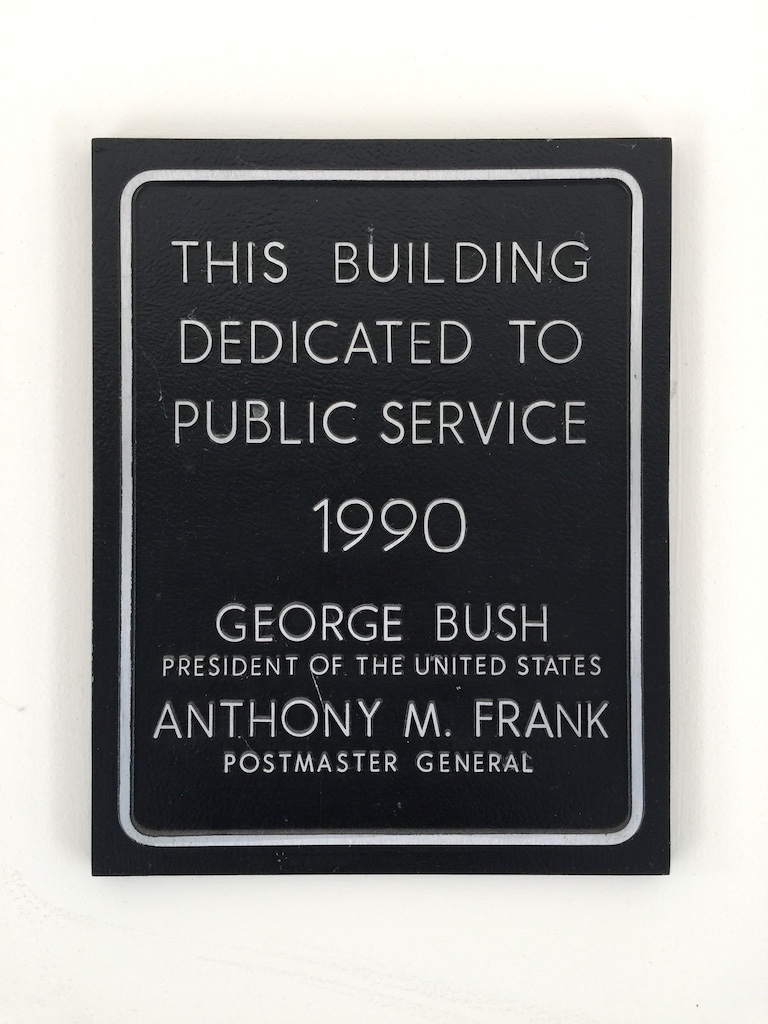 THIS BUILDING
DEDICATED TO
PUBLIC SERVICE
1990
GEORGE BUSH
PRESIDENT OF THE UNITED STATES
ANTHONY M. FRANK
POSTMASTER GENERAL